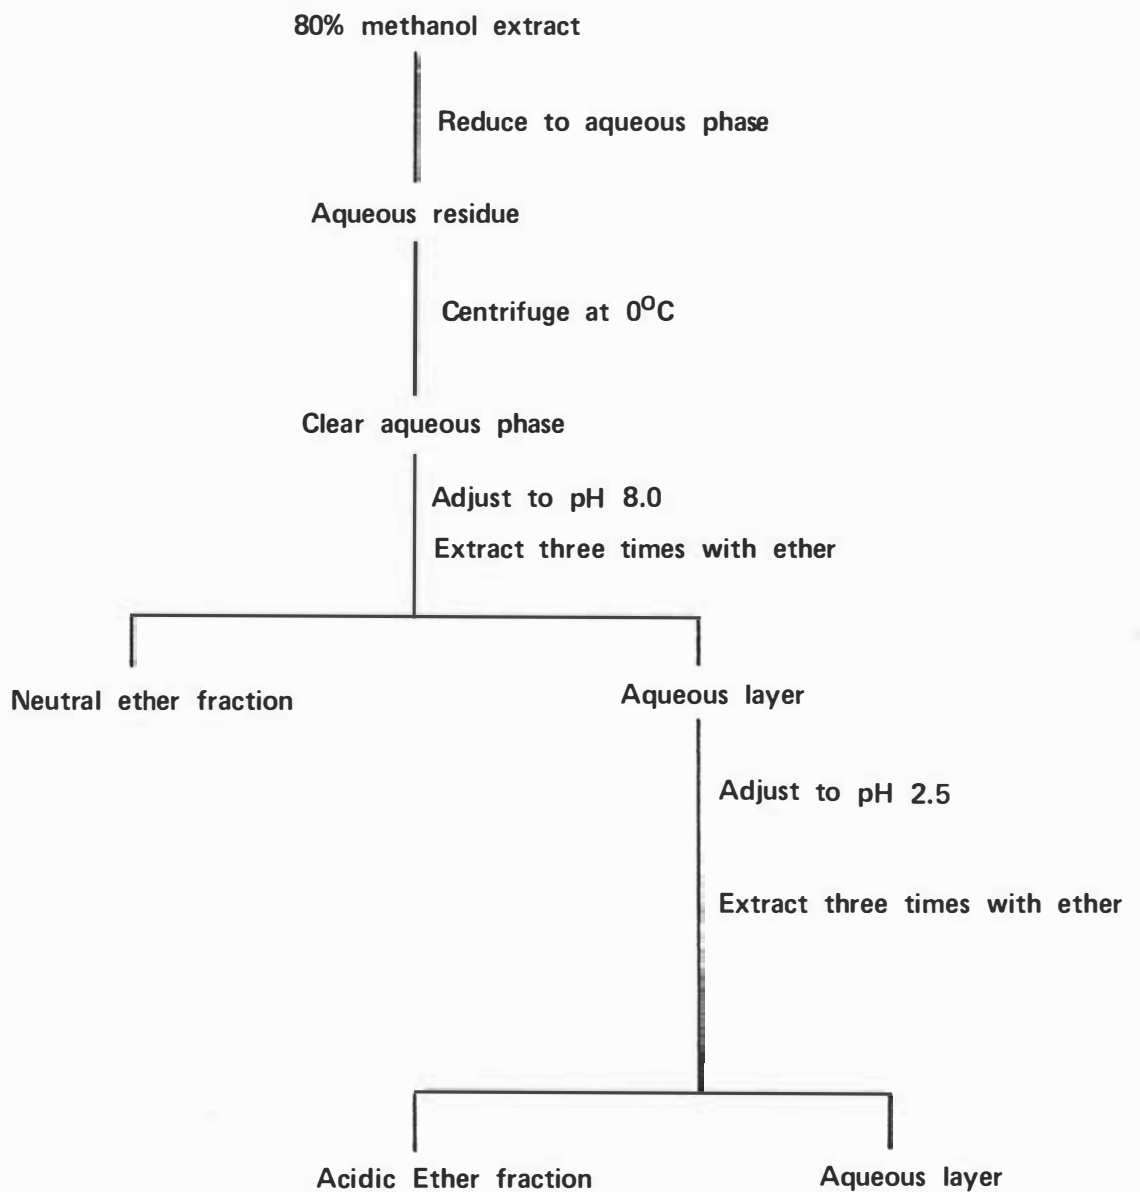 80% methanol extract
Reduce to aqueous phase
Aqueous residue
Centrifuge at 0°C
Clear aqueous phase
Adjust to pH 8.0
Extract three times with ether
Neutral ether fraction
Aqueous layer
Adjust to pH 2.5
Extract three times with ether
Acidic Ether fraction
Aqueous layer